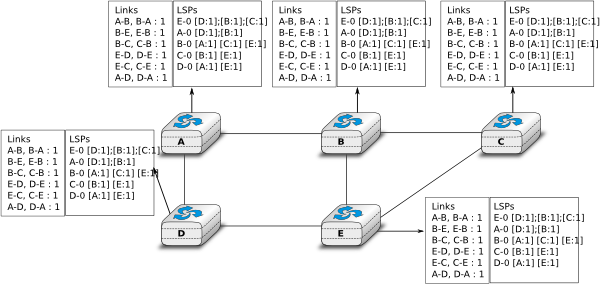 Links
A-B, B-A : 1
B-E, E-B : 1
B-C, C-B : 1
E-D, D-E : 1
E-C, C-E : 1
A-D, D-A : 1
LSPs
E-0 [D:1];[B:1];[C:1]
A-0 [D:1];[B:1]
B-0 [A:1] [C:1] [E:1]
C-0 [B:1] [E:1]
D-0 [A:1] [E:1]
Links
A-B, B-A : 1
B-E, E-B : 1
B-C, C-B : 1
E-D, D-E : 1
E-C, C-E : 1
A-D, D-A : 1
LSPs
E-0 [D:1];[B:1];[C:1]
A-0 [D:1];[B:1]
B-0 [A:1] [C:1] [E:1]
C-0 [B:1] [E:1]
D-0 [A:1] [E:1]
Links
A-B, B-A : 1
B-E, E-B : 1
B-C, C-B : 1
E-D, D-E : 1
E-C, C-E : 1
A-D, D-A : 1
LSPs
E-0 [D:1];[B:1];[C:1]
A-0 [D:1];[B:1]
B-0 [A:1] [C:1] [E:1]
C-0 [B:1] [E:1]
D-0 [A:1] [E:1]
A
B
C
Links
A-B, B-A : 1
B-E, E-B : 1
B-C, C-B : 1
E-D, D-E : 1
E-C, C-E : 1
A-D, D-A : 1
LSPs
E-0 [D:1];[B:1];[C:1]
A-0 [D:1];[B:1]
B-0 [A:1] [C:1] [E:1]
C-0 [B:1] [E:1]
D-0 [A:1] [E:1]
D
E
Links
A-B, B-A : 1
B-E, E-B : 1
B-C, C-B : 1
E-D, D-E : 1
E-C, C-E : 1
A-D, D-A : 1
LSPs
E-0 [D:1];[B:1];[C:1]
A-0 [D:1];[B:1]
B-0 [A:1] [C:1] [E:1]
C-0 [B:1] [E:1]
D-0 [A:1] [E:1]